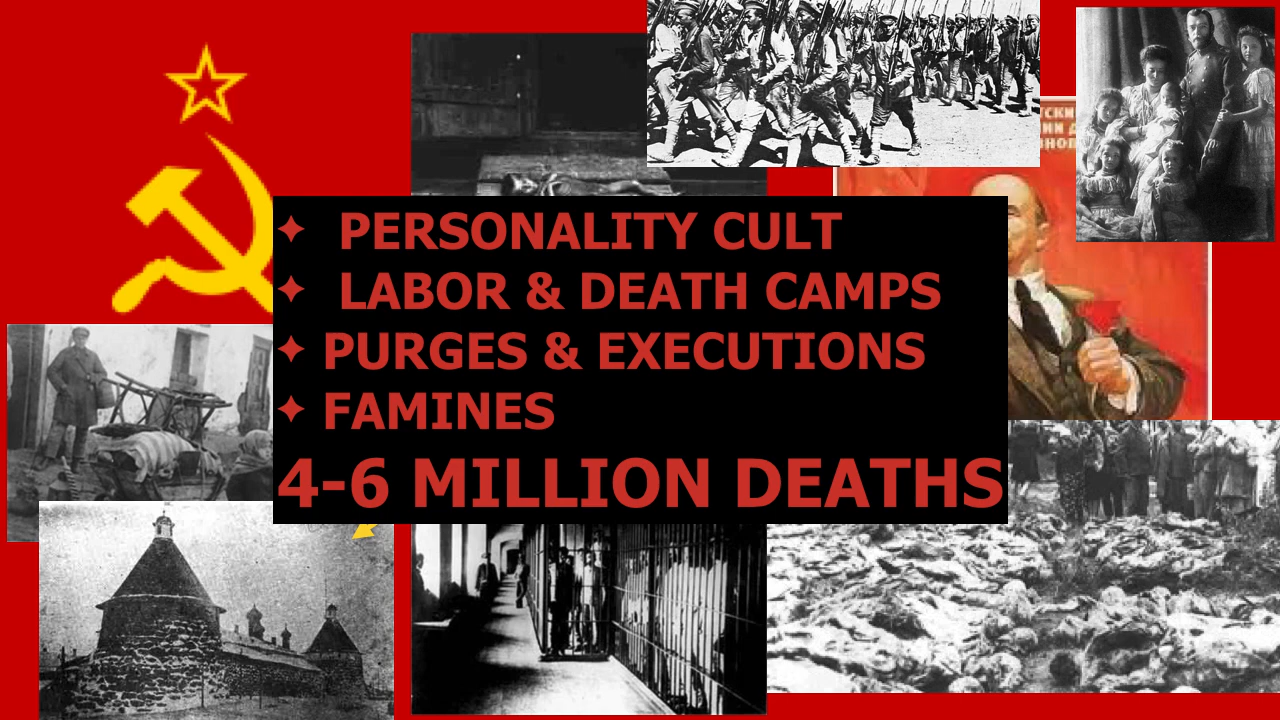 ✦ PERSONALITY CULT
✦ LABOR & DEATH CAMPS
✦ PURGES & EXECUTIONS
✦ FAMINES
4-6 MILLION DEATHS